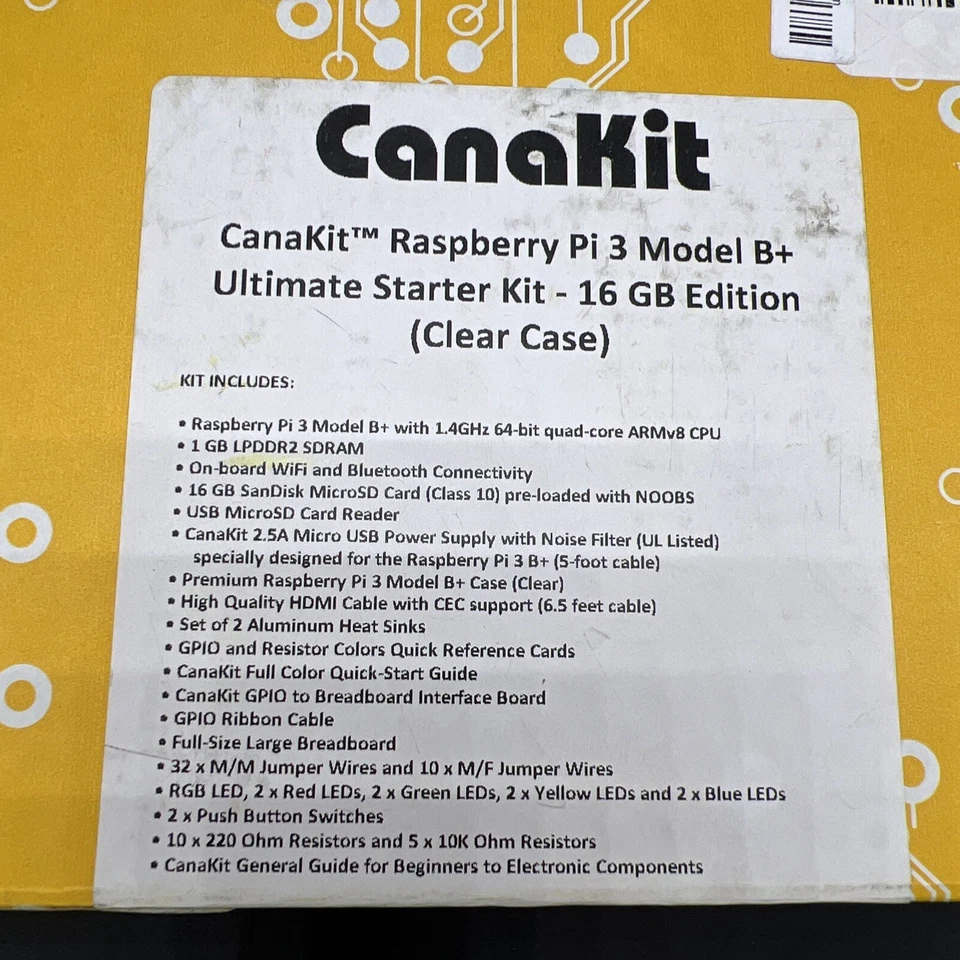 CanaKit
CanaKit™ Raspberry Pi 3 Model B+
Ultimate Starter Kit - 16 GB Edition
(Clear Case)
KIT INCLUDES:
• Raspberry Pi 3 Model B+ with 1.4GHz 64-bit quad-core ARMv8 CPU
• 1 GB LPDDR2 SDRAM
• On-board WiFi and Bluetooth Connectivity
• 16 GB SanDisk MicroSD Card (Class 10) pre-loaded with NOOBS
• USB MicroSD Card Reader
• CanaKit 2.5A Micro USB Power Supply with Noise Filter (UL Listed)
specially designed for the Raspberry Pi 3 B+ (5-foot cable)
• Premium Raspberry Pi 3 Model B+ Case (Clear)
• High Quality HDMI Cable with CEC support (6.5 feet cable)
• Set of 2 Aluminum Heat Sinks
• GPIO and Resistor Colors Quick Reference Cards
• CanaKit Full Color Quick-Start Guide
• CanaKit GPIO to Breadboard Interface Board
• GPIO Ribbon Cable
• Full-Size Large Breadboard
• 32 x M/M Jumper Wires and 10 x M/F Jumper Wires
• RGB LED, 2 x Red LEDs, 2 x Green LEDs, 2 x Yellow LEDs and 2 x Blue LEDs
• 2 x Push Button Switches
• 10 x 220 Ohm Resistors and 5 x 10K Ohm Resistors
• CanaKit General Guide for Beginners to Electronic Components